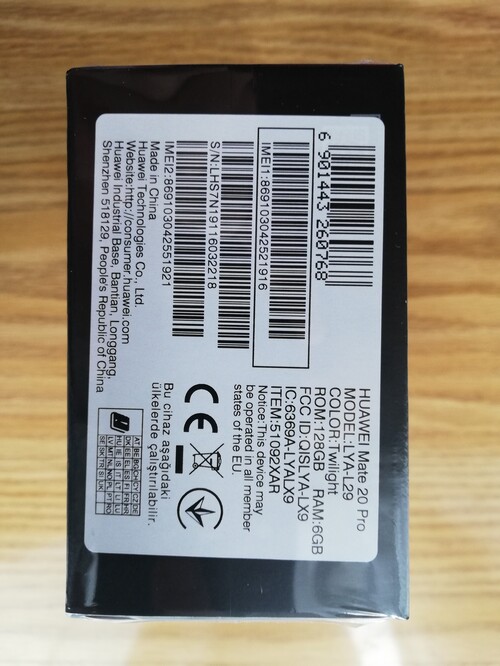 HUAWEI Mate 20 Pro
MODEL:LYA-L29
COLOR:Twilight
ROM:128GB RAM:6GB
FCC ID:QISLYA-LX9
IC:6369A-LYALX9
ITEM:51092XAR
Notice:This device may
be operated in all member
states of the EU
CE
Bu cihaz aşağıdaki
ülkelerde çalıştırılabilir.
6 901443 260768
IMEI1:869103042521916
S/N:LHS7N19116032218
IMEI2:869103042551921
Made in China
Huawei Technologies Co., Ltd.
Website:http://consumer.huawei.com
Huawei Industrial Base, Bantian, Longgang,
Shenzhen 518129, People's Republic of China